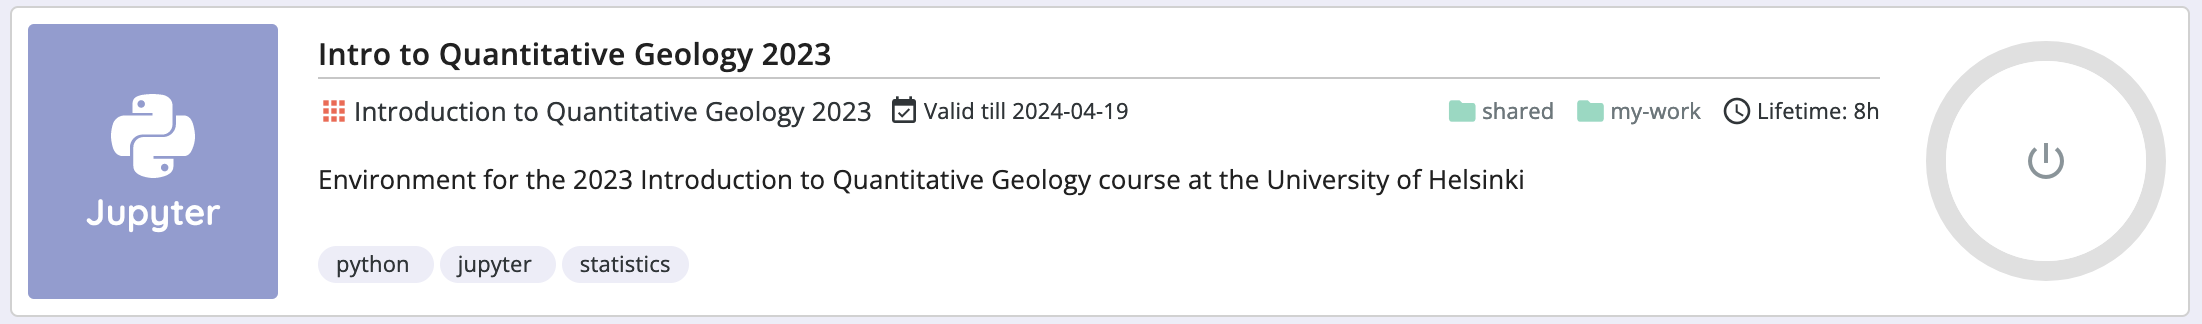 Jupyter
Intro to Quantitative Geology 2023
Introduction to Quantitative Geology 2023 Valid till 2024-04-19 shared my-work Lifetime: 8h
Environment for the 2023 Introduction to Quantitative Geology course at the University of Helsinki
python jupyter statistics